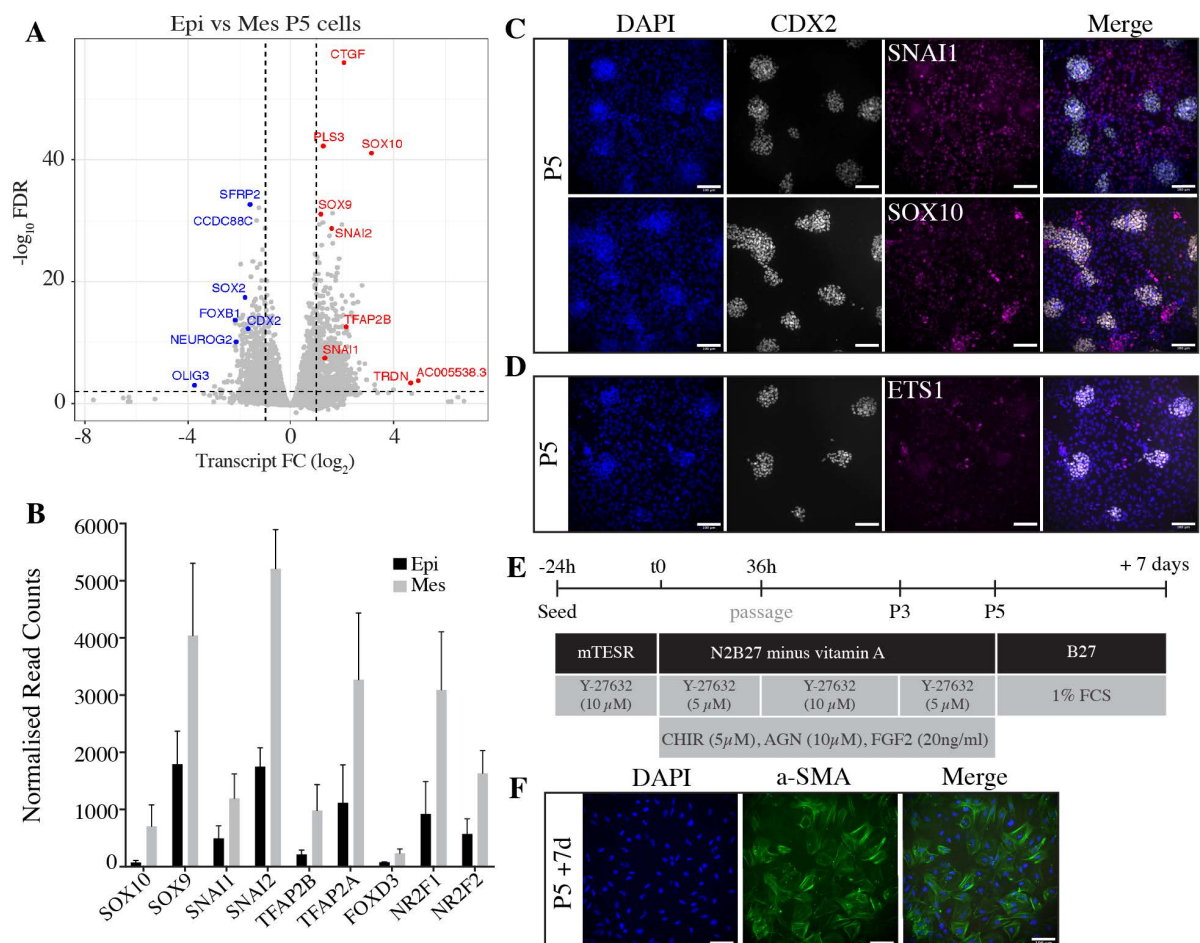 A
Epi vs Mes P5 cells
CTGF
PLS3
SOX10
SFRP2
SOX9
CCDC88C
SNAI2
SOX2
FOXB1
CDX2
TFAP2B
NEUROG2
SNAI1
OLIG3
TRDN
AC005538.3
-log10 FDR
40
20
0
-8
-4
0
4
Transcript FC (log2)
B
Normalised Read Counts
6000
5000
4000
3000
2000
1000
0
Epi
Mes
SOX10
SOX9
SNAI1
SNAI2
TFAP2B
TFAP2A
FOXD3
NR2F1
NR2F2
C
DAPI
CDX2
Merge
P5
SNAI1
SOX10
D
P5
ETS1
E
-24h
t0
36h
+ 7 days
Seed
passage
P3
P5
mTESR
N2B27 minus vitamin A
B27
Y-27632
(10 µM)
Y-27632
(5 µM)
Y-27632
(10 µM)
Y-27632
(5 µM)
1% FCS
CHIR (5µM), AGN (10µM), FGF2 (20ng/ml)
F
DAPI
a-SMA
Merge
P5 +7d